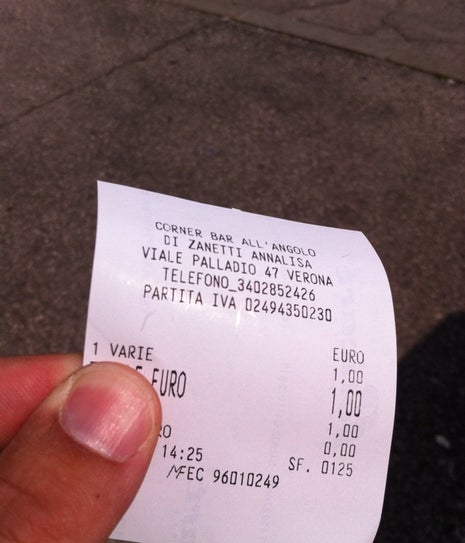 CORNER BAR ALL'ANGOLO
DI ZANETTI ANNALISA
VIALE PALLADIO 47 VERONA
TELEFONO_3402852426
PARTITA IVA 02494350230
EURO
1 VARIE 1,00
EURO 1,00
1,00
0,00
14:25 SF. 0125
MFEC 96010249